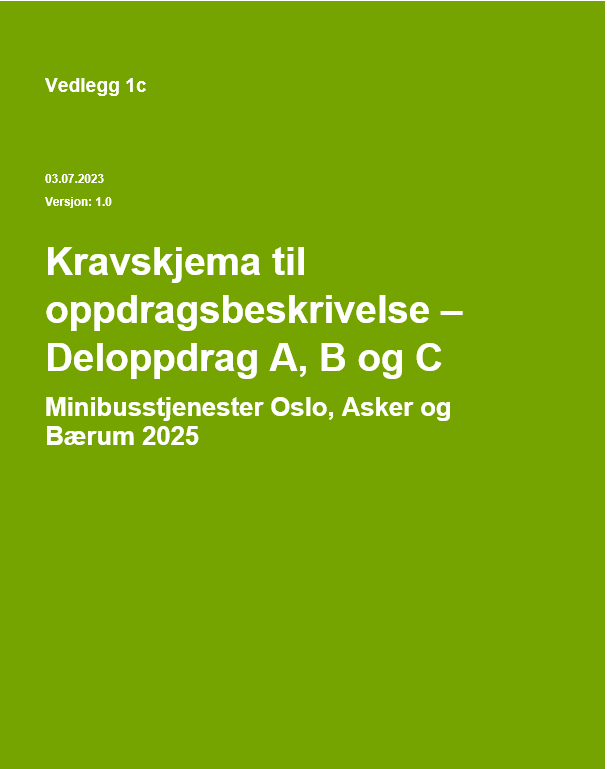 Vedlegg 1c
03.07.2023
Versjon: 1.0
Kravskjema til
oppdragsbeskrivelse –
Deloppdrag A, B og C
Minibusstjenester Oslo, Asker og
Bærum 2025